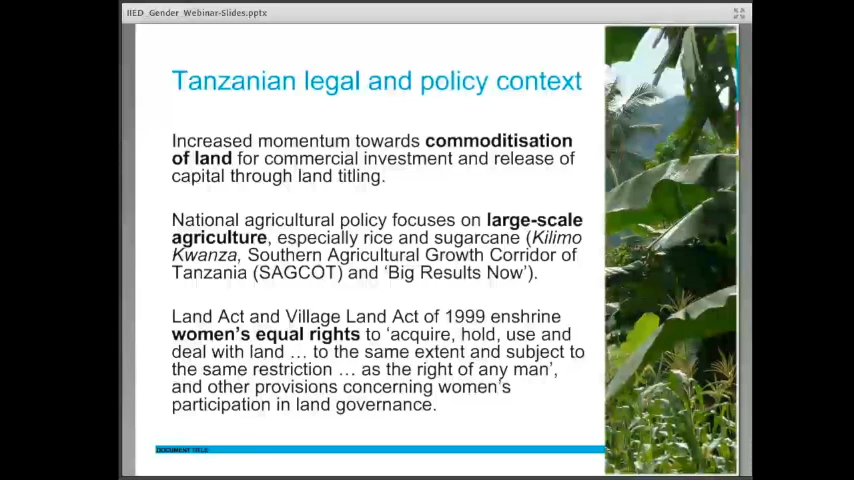 IIED_Gender_Webinar-Slides.pptx
Tanzanian legal and policy context
Increased momentum towards commoditisation
of land for commercial investment and release of
capital through land titling.
National agricultural policy focuses on large-scale
agriculture, especially rice and sugarcane (Kilimo
Kwanza, Southern Agricultural Growth Corridor of
Tanzania (SAGCOT) and ‘Big Results Now’).
Land Act and Village Land Act of 1999 enshrine
women’s equal rights to ‘acquire, hold, use and
deal with land … to the same extent and subject to
the same restriction … as the right of any man’,
and other provisions concerning women’s
participation in land governance.
DOCUMENT TITLE